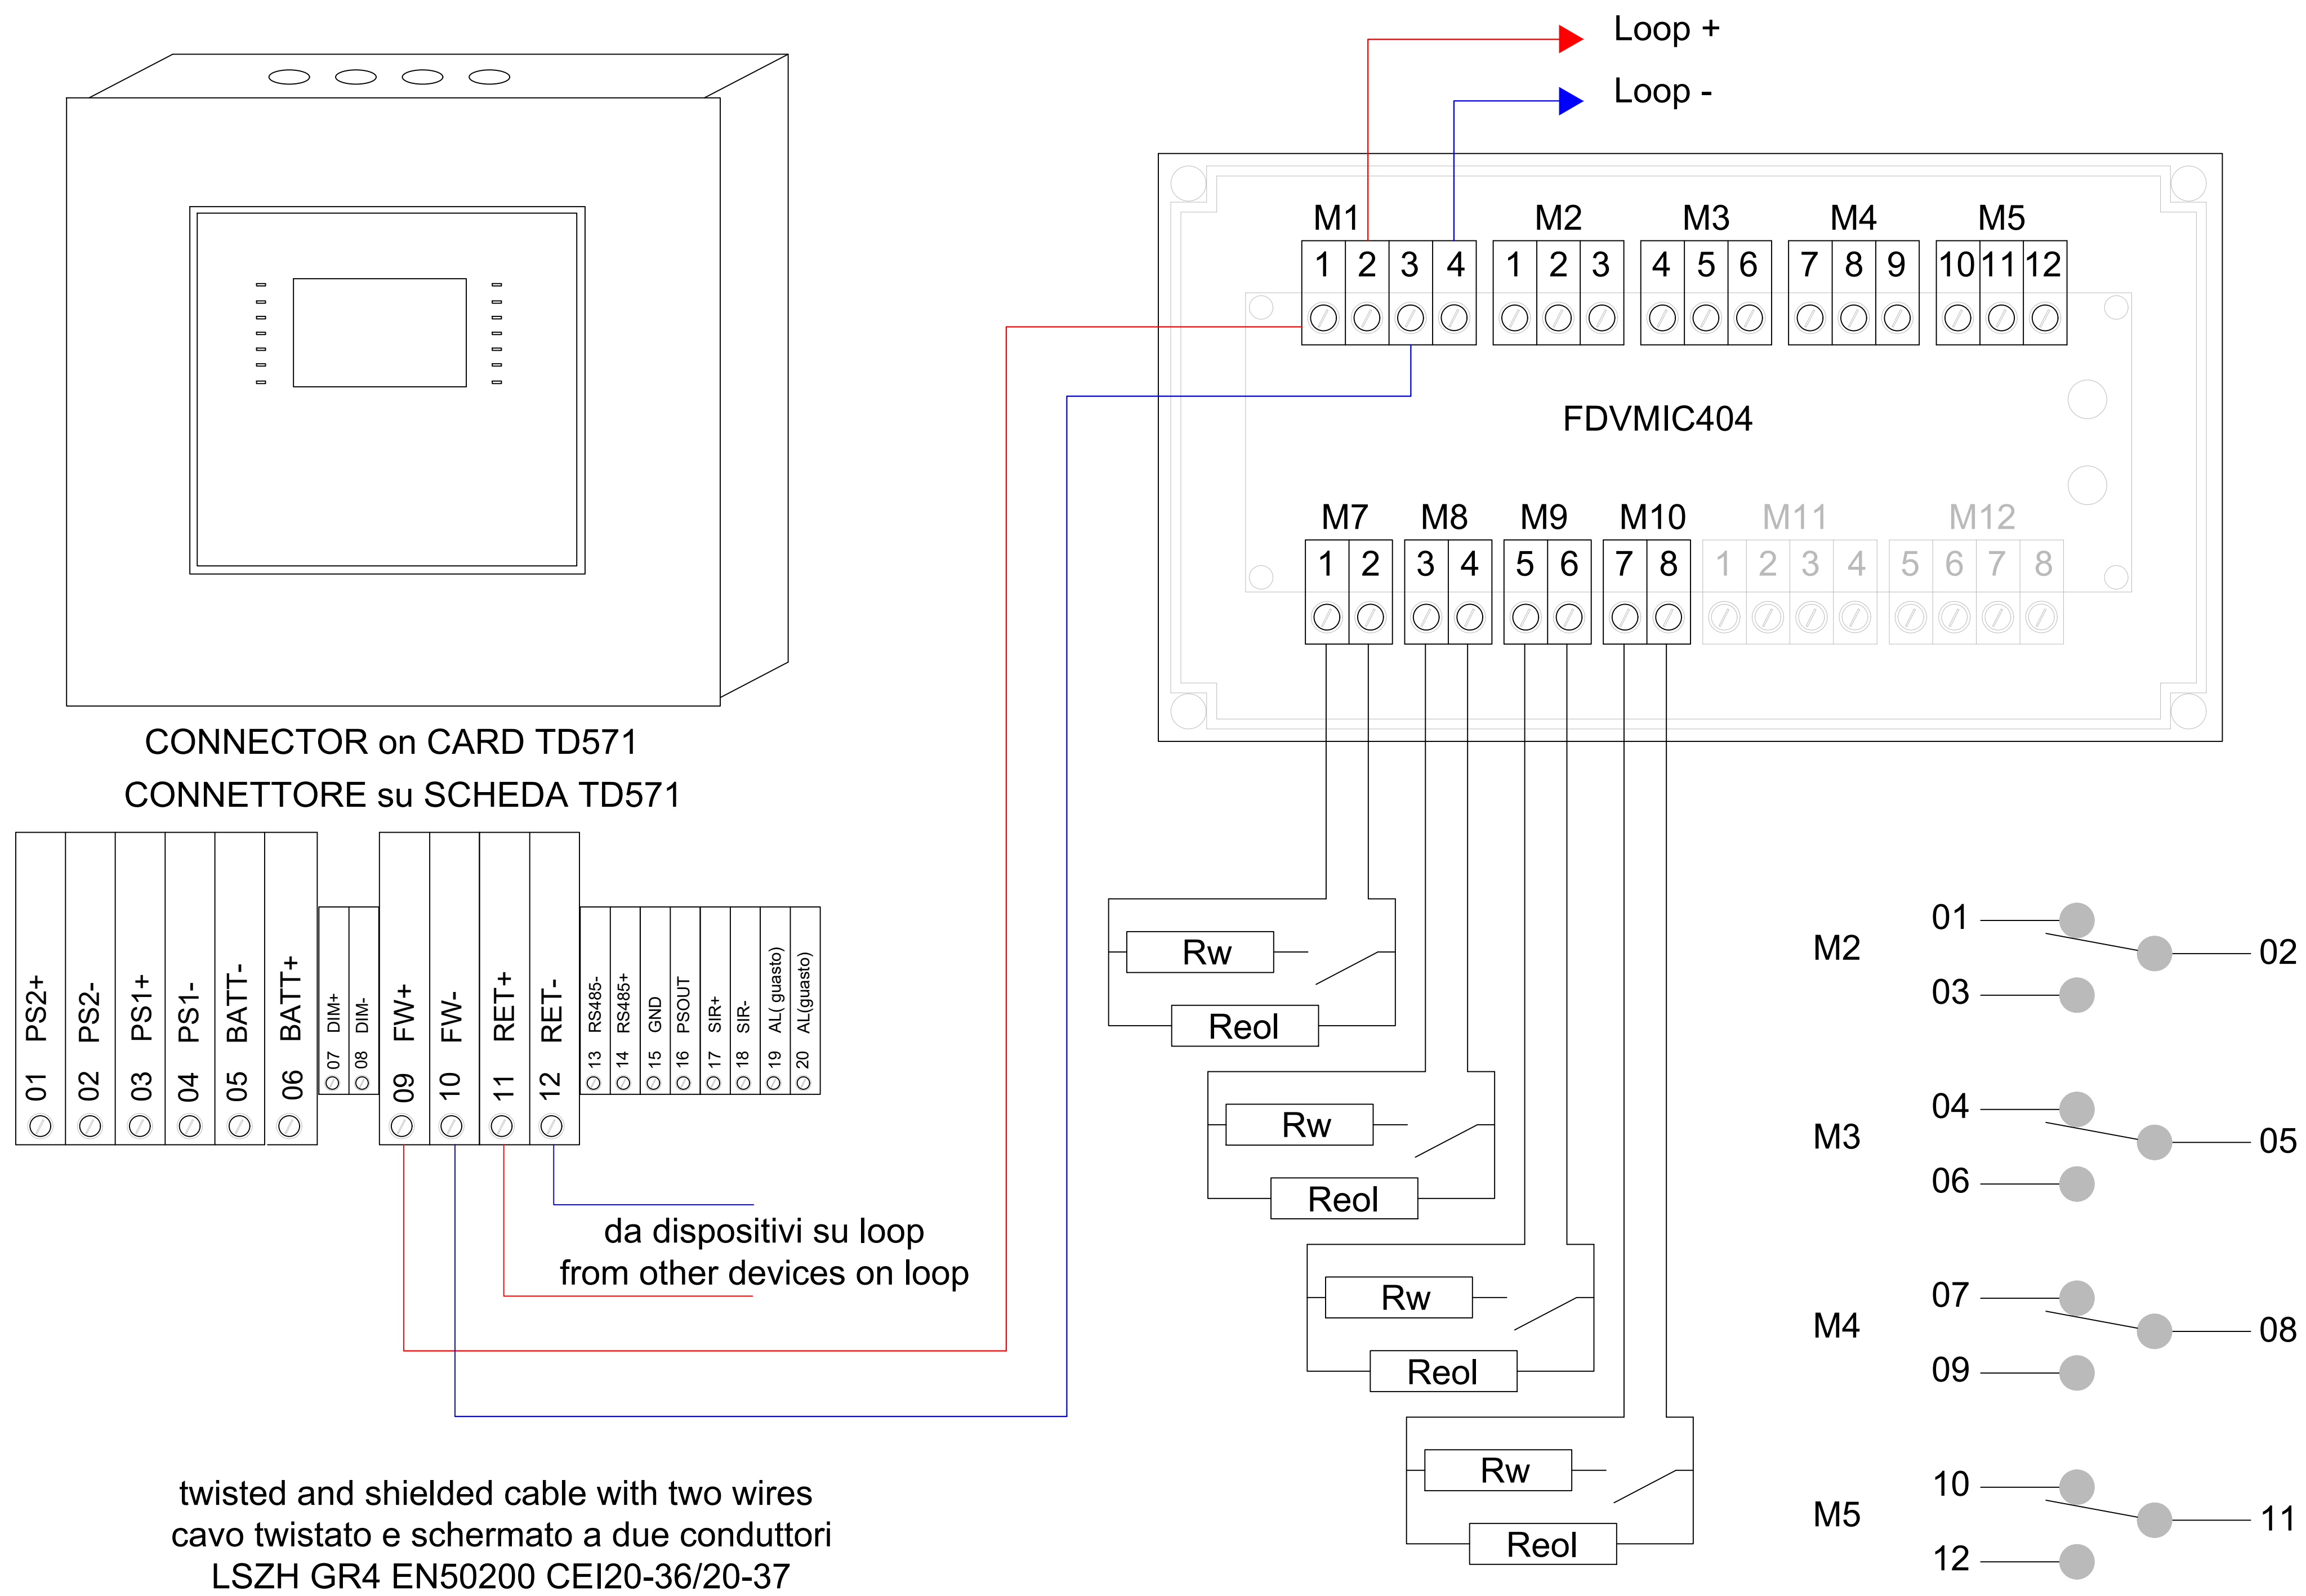 Loop +
Loop -
M1 M2 M3 M4 M5
1 2 3 4 1 2 3 4 5 6 7 8 9 10 11 12
FDVMIC404
M7 M8 M9 M10 M11 M12
1 2 3 4 5 6 7 8 1 2 3 4 5 6 7 8
CONNECTOR on CARD TD571
CONNETTORE su SCHEDA TD571
01 PS2+
02 PS2-
03 PS1+
04 PS1-
05 BATT-
06 BATT+
07 DIM+
08 DIM-
09 FW+
10 FW-
11 RET+
12 RET-
13 RS485-
14 RS485+
15 GND
16 PSOUT
17 SIR+
18 SIR-
19 AL( guasto)
20 AL(guasto)
da dispositivi su loop
from other devices on loop
Rw
Reol
Rw
Reol
Rw
Reol
Rw
Reol
M2 01 02 03
M3 04 05 06
M4 07 08 09
M5 10 11 12
twisted and shielded cable with two wires
cavo twistato e schermato a due conduttori
LSZH GR4 EN50200 CEI20-36/20-37